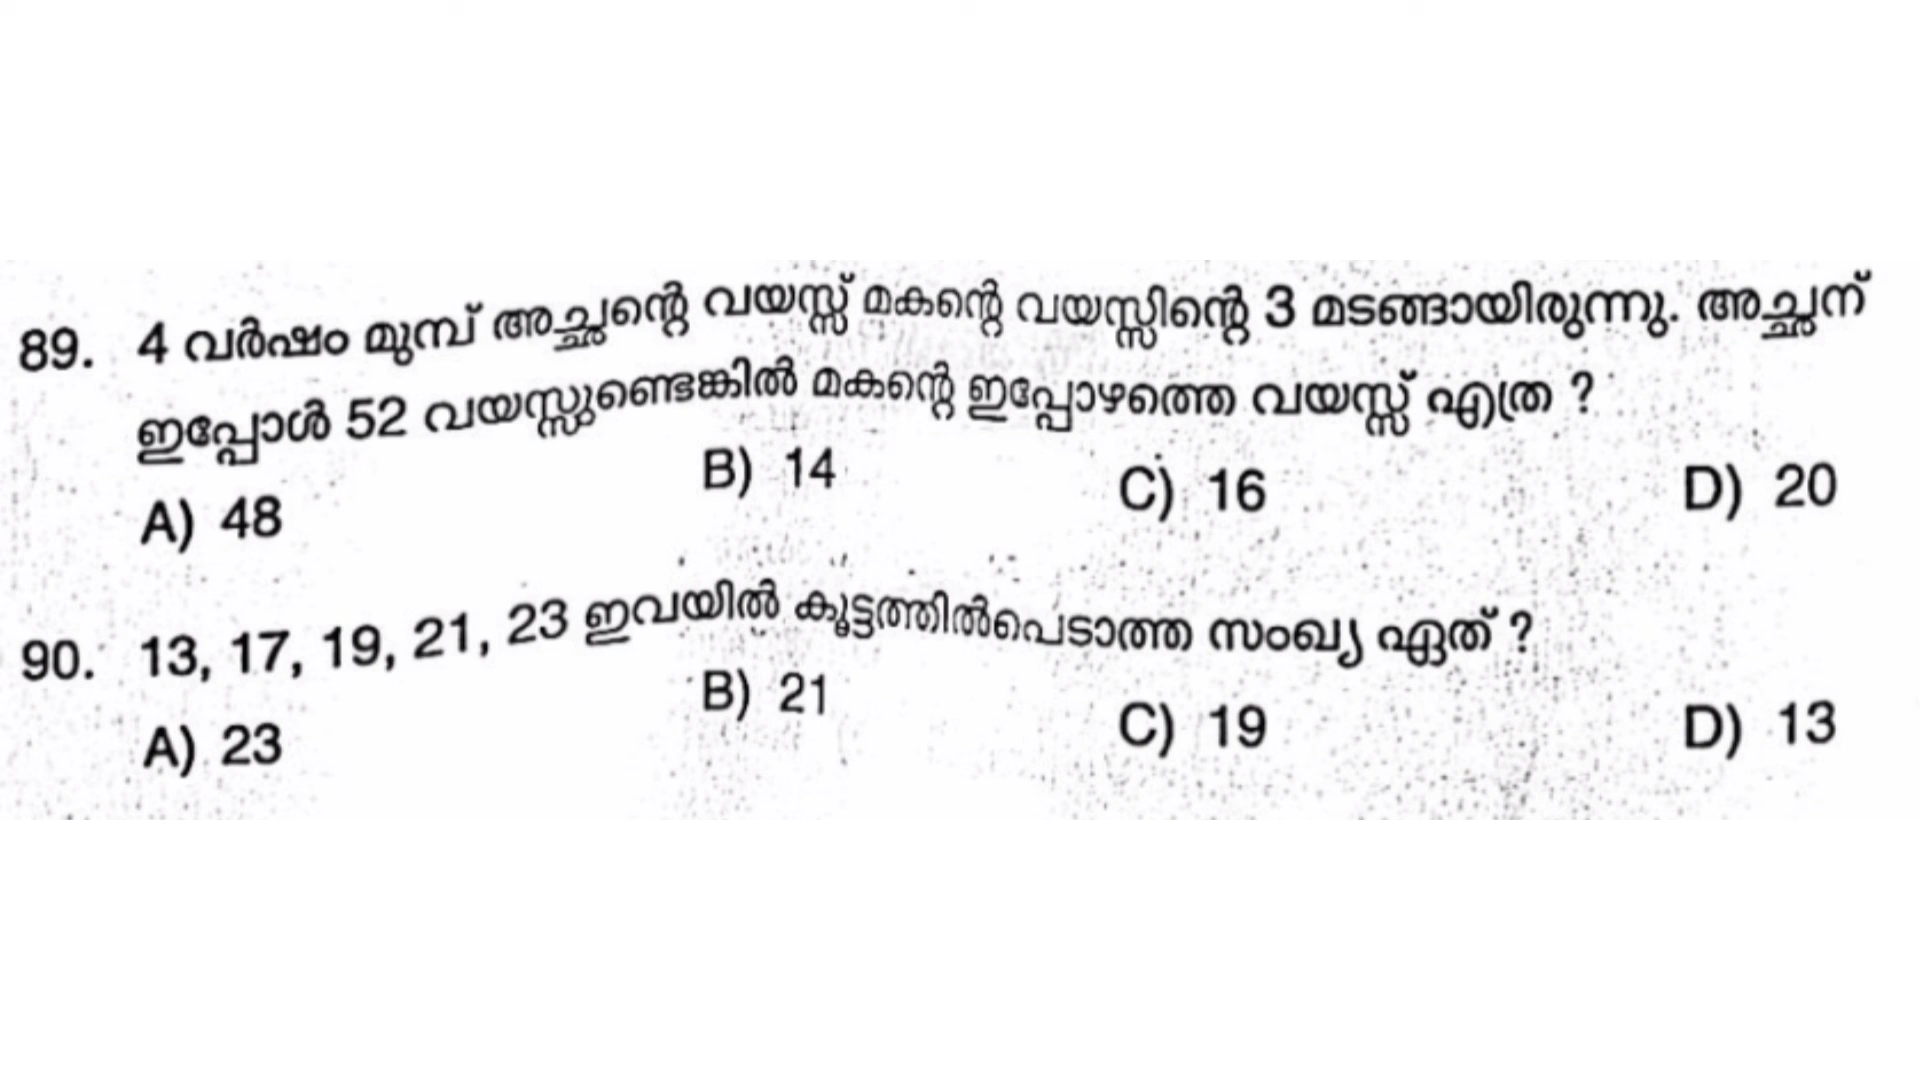 89. 4 വർഷം മുമ്പ് അച്ഛന്റെ വയസ്സ് മകന്റെ വയസ്സിന്റെ 3 മടങ്ങായിരുന്നു. അച്ഛന്
ഇപ്പോൾ 52 വയസ്സുണ്ടെങ്കിൽ മകന്റെ ഇപ്പോഴത്തെ വയസ്സ് എത്ര ?
A) 48 B) 14 C) 16 D) 20
90. 13, 17, 19, 21, 23 ഇവയിൽ കൂട്ടത്തിൽപെടാത്ത സംഖ്യ ഏത് ?
A) 23 B) 21 C) 19 D) 13